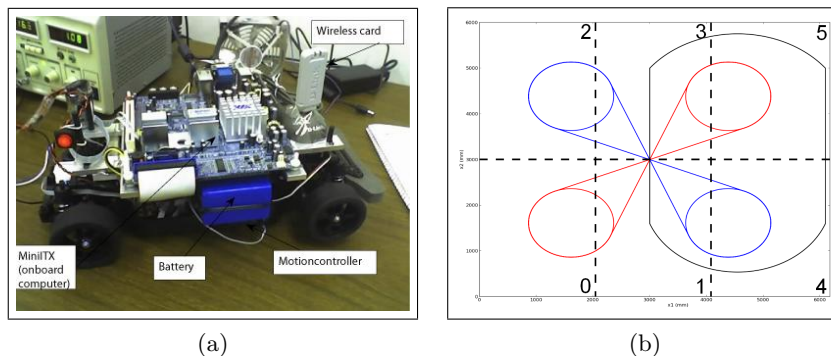 Wireless card
MiniITX
(onboard
computer)
Battery
Motioncontroller
(a)
2
3
5
0
1
4
6000
5000
4000
3000
2000
1000
0
x2 (mm)
0
1000
2000
3000
4000
5000
6000
x1 (mm)
(b)